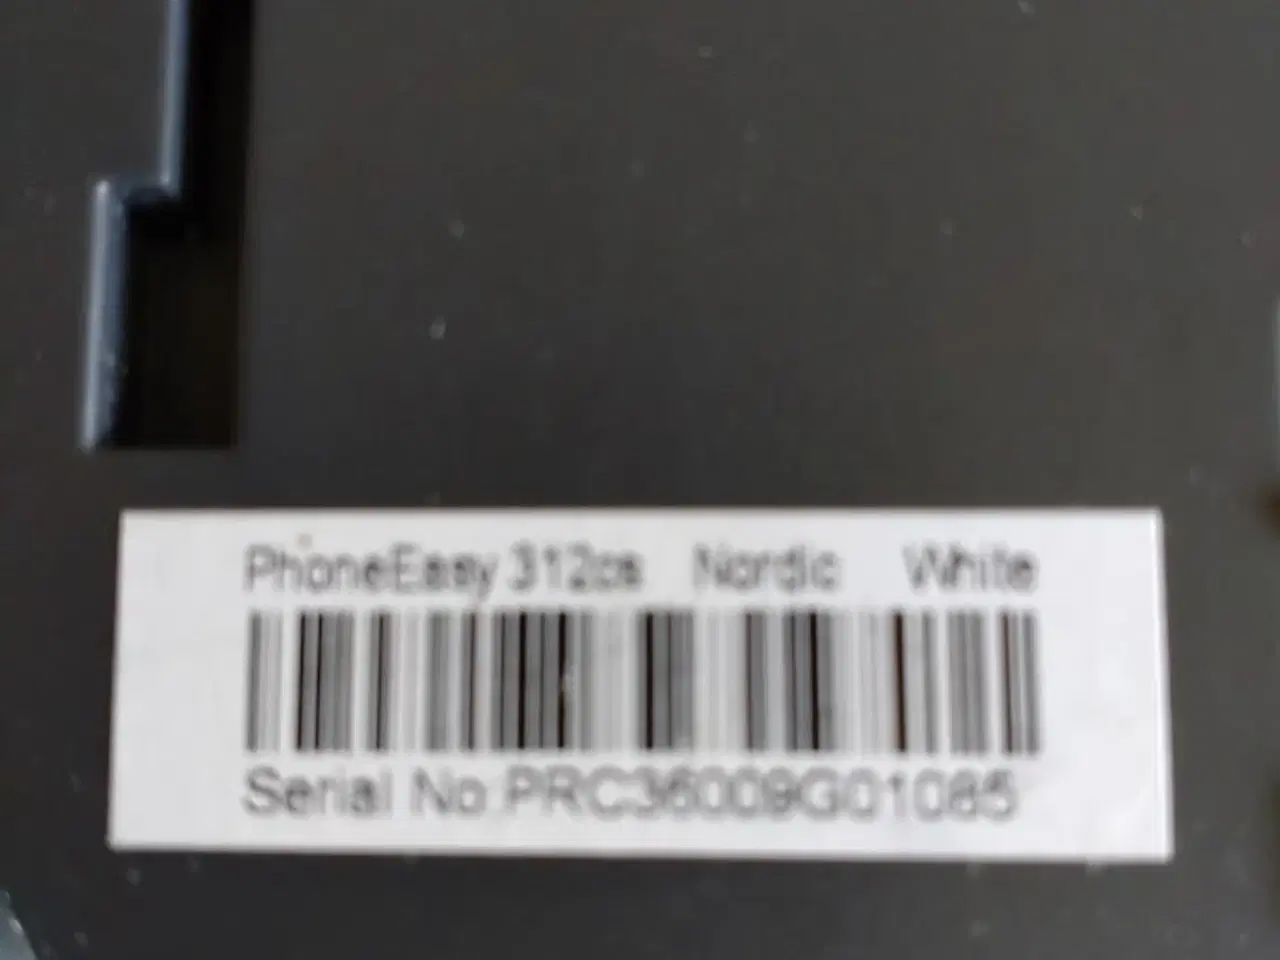 PhoneEasy 312cs Nordic White
Serial No:PRC36009G01085